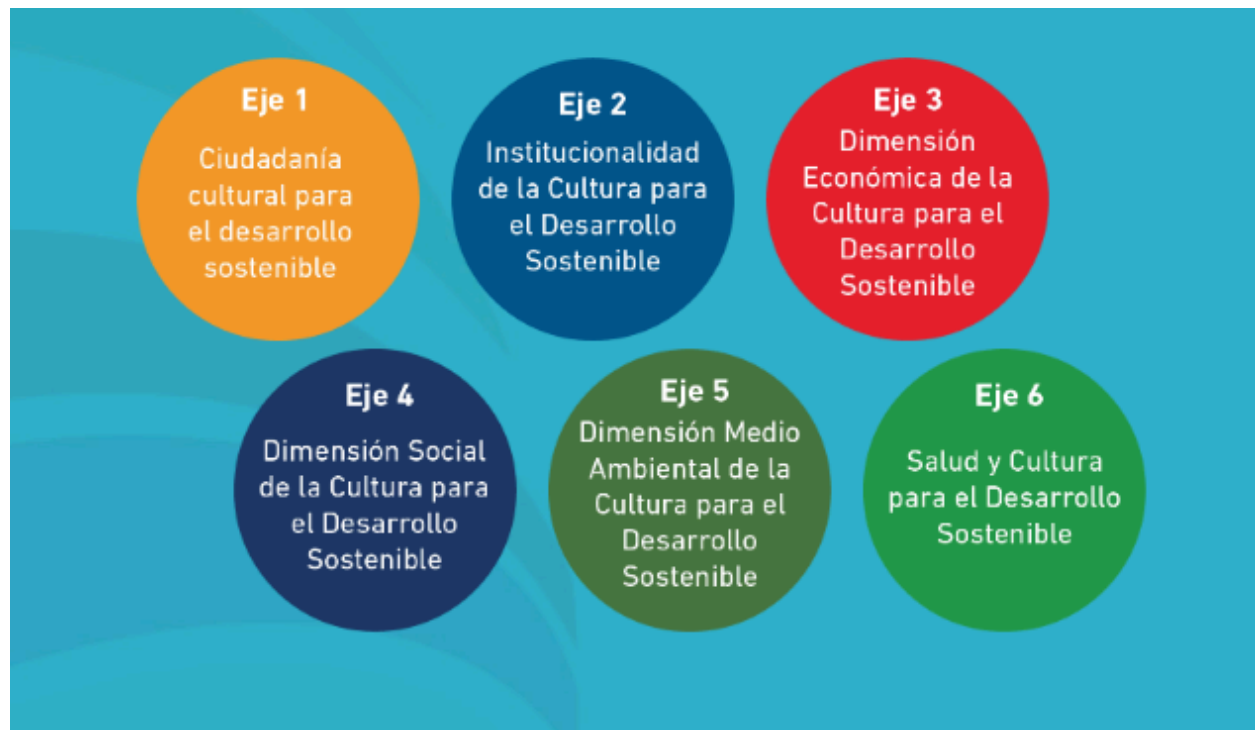 Eje 1
Ciudadanía
cultural para
el desarrollo
sostenible
Eje 2
Institucionalidad
de la Cultura para
el Desarrollo
Sostenible
Eje 3
Dimensión
Económica de la
Cultura para el
Desarrollo
Sostenible
Eje 4
Dimensión Social
de la Cultura para
el Desarrollo
Sostenible
Eje 5
Dimensión Medio
Ambiental de la
Cultura para el
Desarrollo
Sostenible
Eje 6
Salud y Cultura
para el Desarrollo
Sostenible